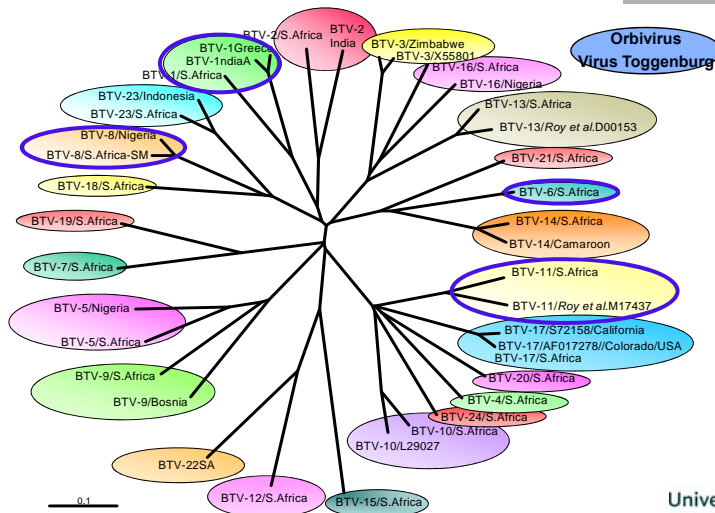 BTV-2/S.Africa
BTV-2
India
BTV-3/Zimbabwe
BTV-3/X55801
BTV-16/S.Africa
BTV-16/Nigeria
Orbivirus
Virus Toggenburg
BTV-1Greece
BTV-1IndiaA
BTV-1/S.Africa
BTV-23/Indonesia
BTV-23/S.Africa
BTV-13/S.Africa
BTV-13/Roy et al.D00153
BTV-8/Nigeria
BTV-8/S.Africa-SM
BTV-21/S.Africa
BTV-18/S.Africa
BTV-6/S.Africa
BTV-19/S.Africa
BTV-14/S.Africa
BTV-14/Camaroon
BTV-7/S.Africa
BTV-11/S.Africa
BTV-11/Roy et al.M17437
BTV-5/Nigeria
BTV-5/S.Africa
BTV-17/S72158/California
BTV-17/AF017278//Colorado/USA
BTV-17/S.Africa
BTV-9/S.Africa
BTV-9/Bosnia
BTV-20/S.Africa
BTV-4/S.Africa
BTV-24/S.Africa
BTV-10/S.Africa
BTV-10/L29027
BTV-22SA
BTV-12/S.Africa
BTV-15/S.Africa
0.1
Unive